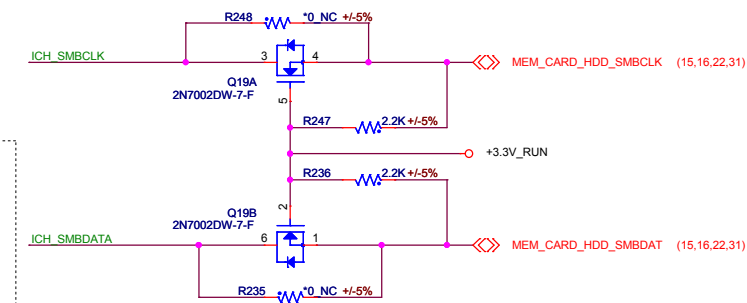 R248 *0_NC +/-5%
ICH_SMBCLK 3 4 MEM_CARD_HDD_SMBCLK (15,16,22,31)
Q19A
2N7002DW-7-F
5
R247 2.2K +/-5%
+3.3V_RUN
R236 2.2K +/-5%
2
Q19B
2N7002DW-7-F
ICH_SMBDATA 6 1 MEM_CARD_HDD_SMBDAT (15,16,22,31)
R235 *0_NC +/-5%